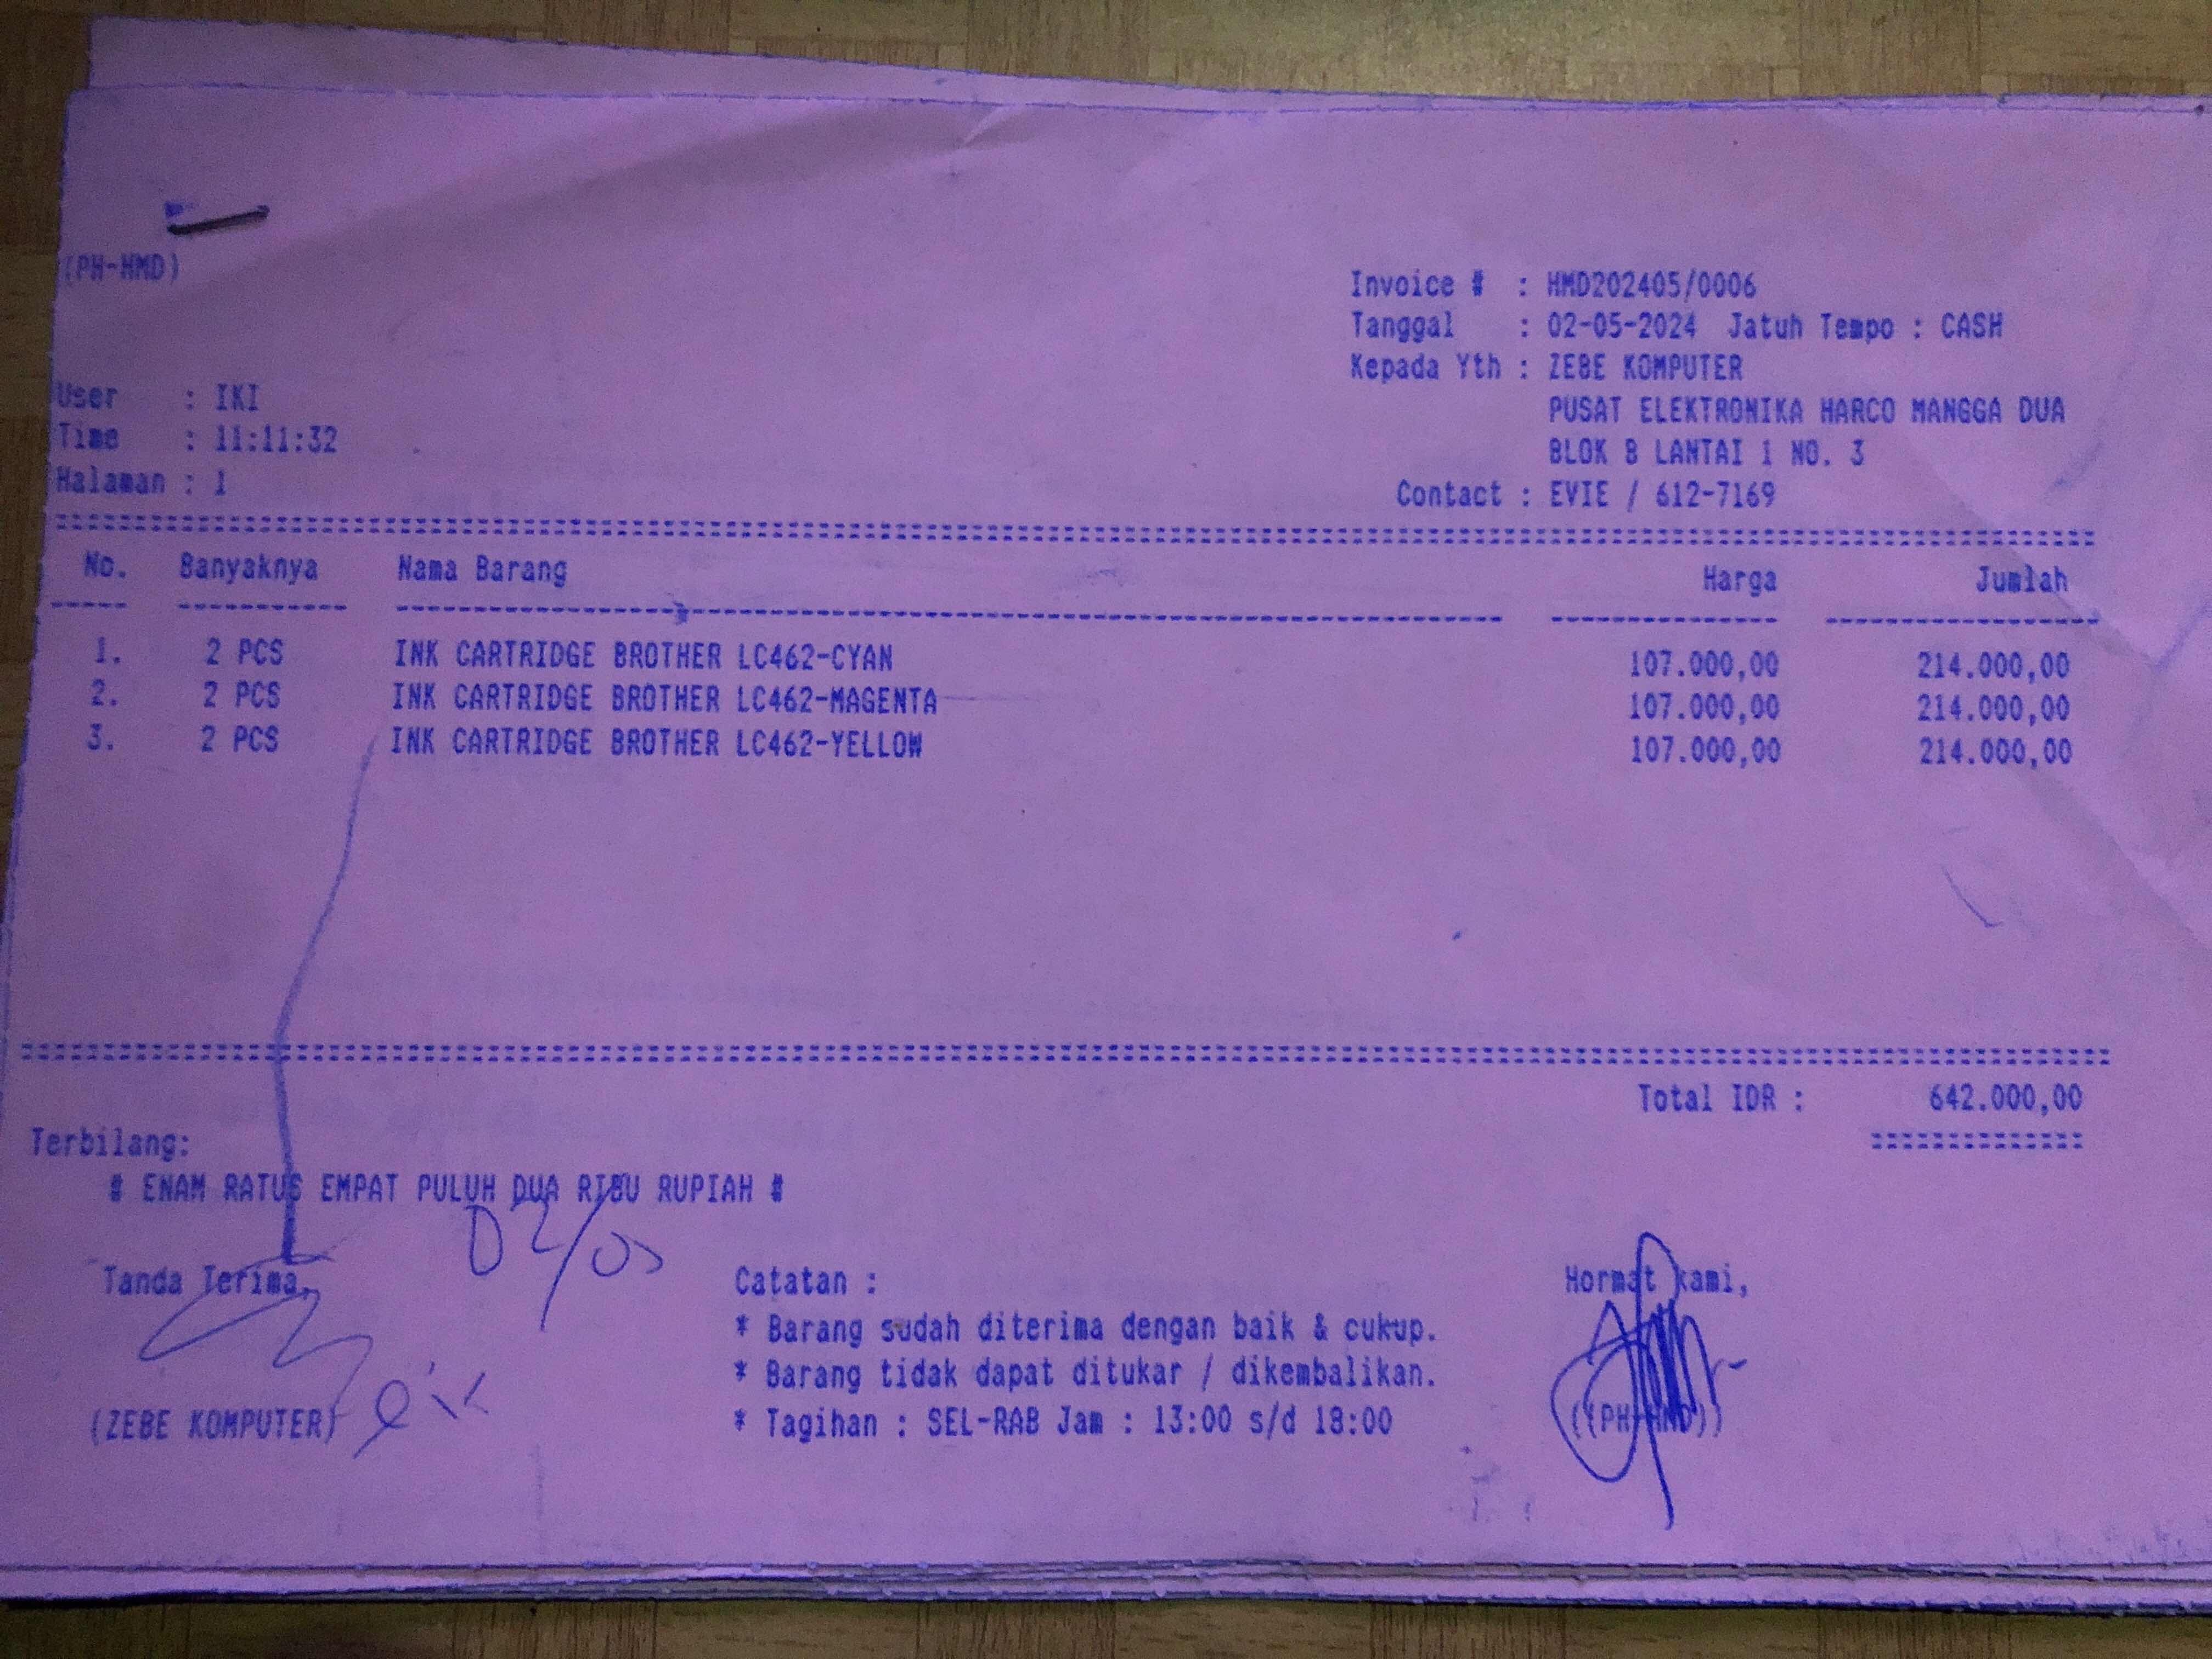 (PH-HMD)
Invoice # : HMD202405/0006
Tanggal : 02-05-2024 Jatuh Tempo : CASH
Kepada Yth : ZEBE KOMPUTER
User : IKI
PUSAT ELEKTRONIKA HARCO MANGGA DUA
Time : 11:11:32
BLOK B LANTAI 1 NO. 3
Halaman : 1
Contact : EVIE / 612-7169
No. Banyaknya Nama Barang Harga Jumlah
1. 2 PCS INK CARTRIDGE BROTHER LC462-CYAN 107.000,00 214.000,00
2. 2 PCS INK CARTRIDGE BROTHER LC462-MAGENTA 107.000,00 214.000,00
3. 2 PCS INK CARTRIDGE BROTHER LC462-YELLOW 107.000,00 214.000,00
Total IDR : 642.000,00
Terbilang:
# ENAM RATUS EMPAT PULUH DUA RIBU RUPIAH #
02/05
Tanda Terima,
Catatan :
Hormat kami,
* Barang sudah diterima dengan baik & cukup.
* Barang tidak dapat ditukar / dikembalikan.
(ZEBE KOMPUTER)
* Tagihan : SEL-RAB Jam : 13:00 s/d 18:00
((PH-HMD))